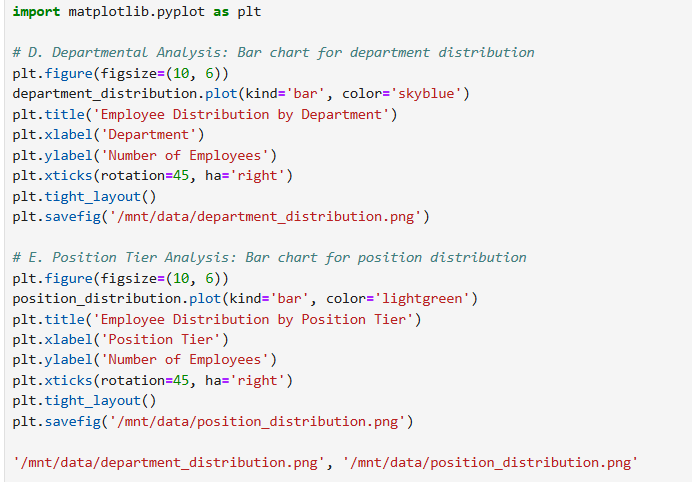 import matplotlib.pyplot as plt

# D. Departmental Analysis: Bar chart for department distribution
plt.figure(figsize=(10, 6))
department_distribution.plot(kind='bar', color='skyblue')
plt.title('Employee Distribution by Department')
plt.xlabel('Department')
plt.ylabel('Number of Employees')
plt.xticks(rotation=45, ha='right')
plt.tight_layout()
plt.savefig('/mnt/data/department_distribution.png')

# E. Position Tier Analysis: Bar chart for position distribution
plt.figure(figsize=(10, 6))
position_distribution.plot(kind='bar', color='lightgreen')
plt.title('Employee Distribution by Position Tier')
plt.xlabel('Position Tier')
plt.ylabel('Number of Employees')
plt.xticks(rotation=45, ha='right')
plt.tight_layout()
plt.savefig('/mnt/data/position_distribution.png')

'/mnt/data/department_distribution.png', '/mnt/data/position_distribution.png'